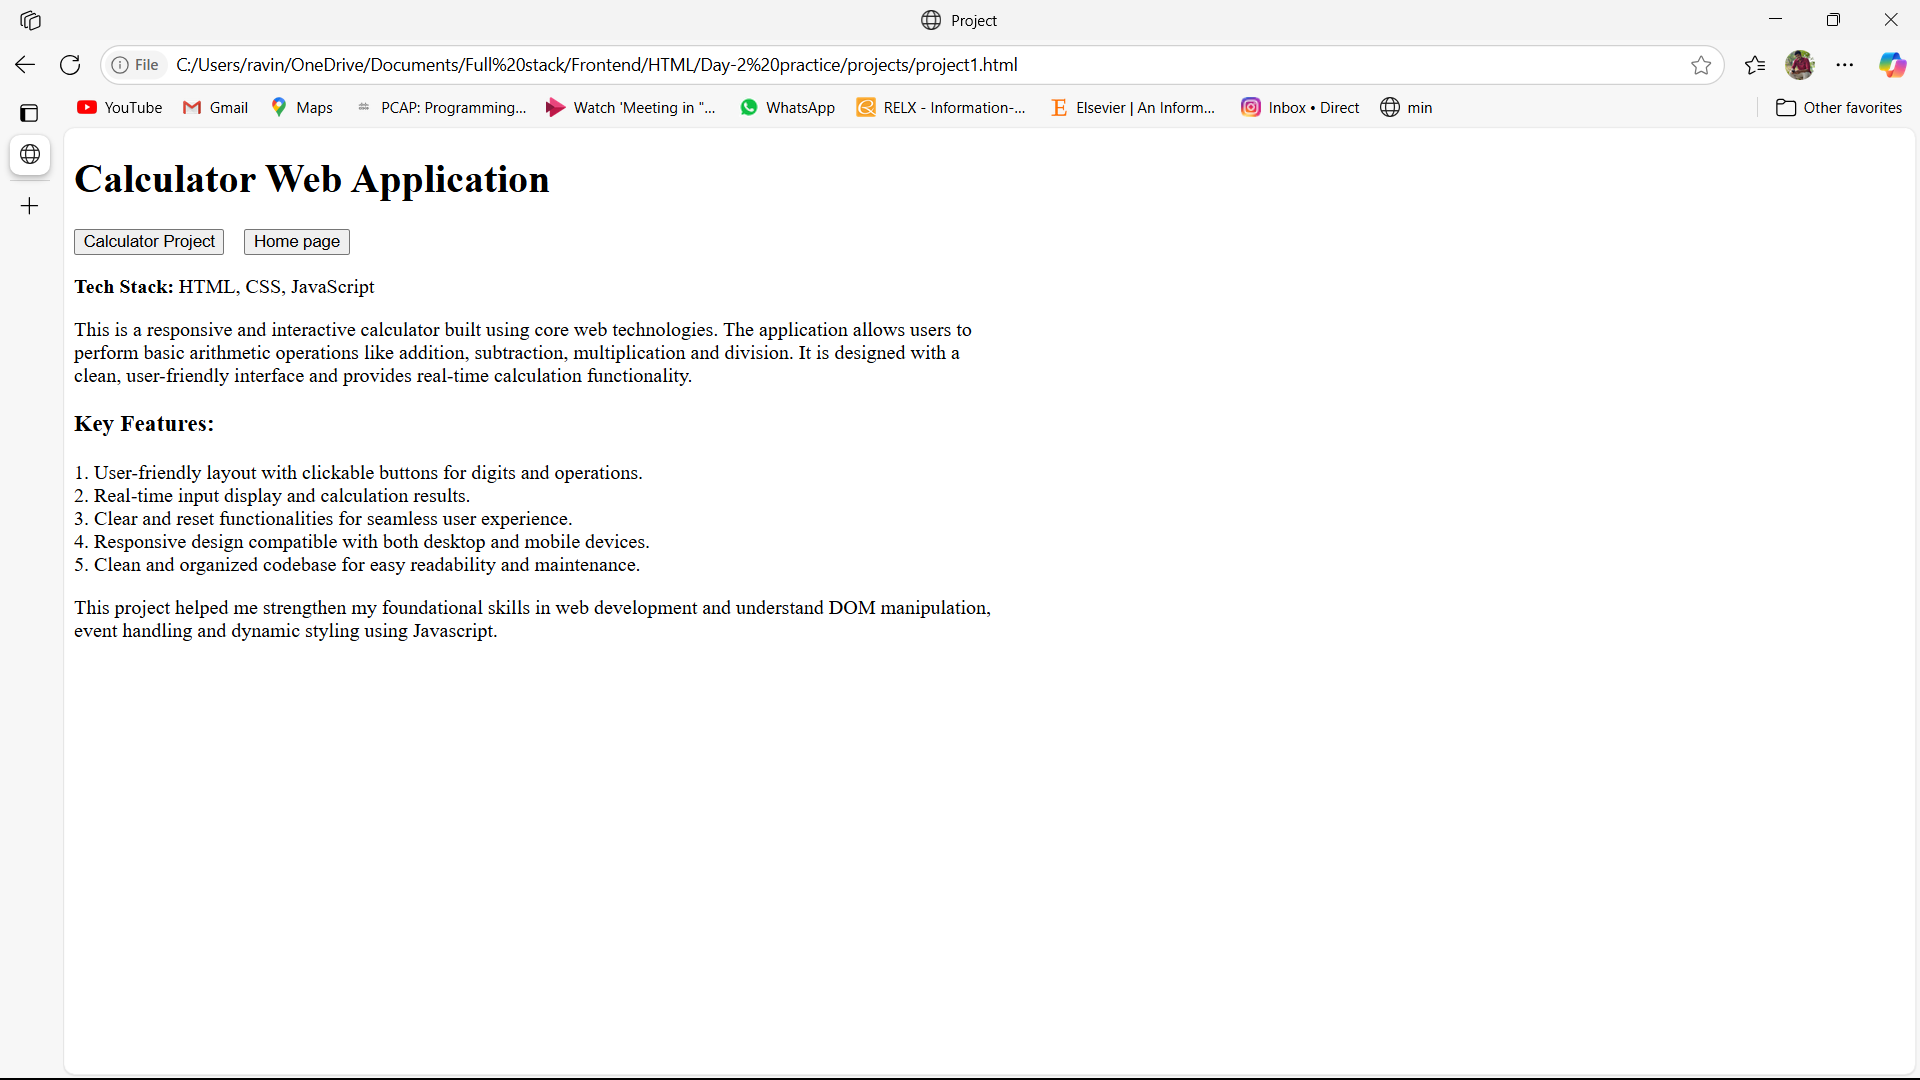 Project
File C:/Users/ravin/OneDrive/Documents/Full%20stack/Frontend/HTML/Day-2%20practice/projects/project1.html
YouTube Gmail Maps PCAP: Programming... Watch 'Meeting in "... WhatsApp RELX - Information-... Elsevier | An Inform... Inbox • Direct min Other favorites
Calculator Web Application
Calculator Project Home page
Tech Stack: HTML, CSS, JavaScript
This is a responsive and interactive calculator built using core web technologies. The application allows users to
perform basic arithmetic operations like addition, subtraction, multiplication and division. It is designed with a
clean, user-friendly interface and provides real-time calculation functionality.
Key Features:
1. User-friendly layout with clickable buttons for digits and operations.
2. Real-time input display and calculation results.
3. Clear and reset functionalities for seamless user experience.
4. Responsive design compatible with both desktop and mobile devices.
5. Clean and organized codebase for easy readability and maintenance.
This project helped me strengthen my foundational skills in web development and understand DOM manipulation,
event handling and dynamic styling using Javascript.